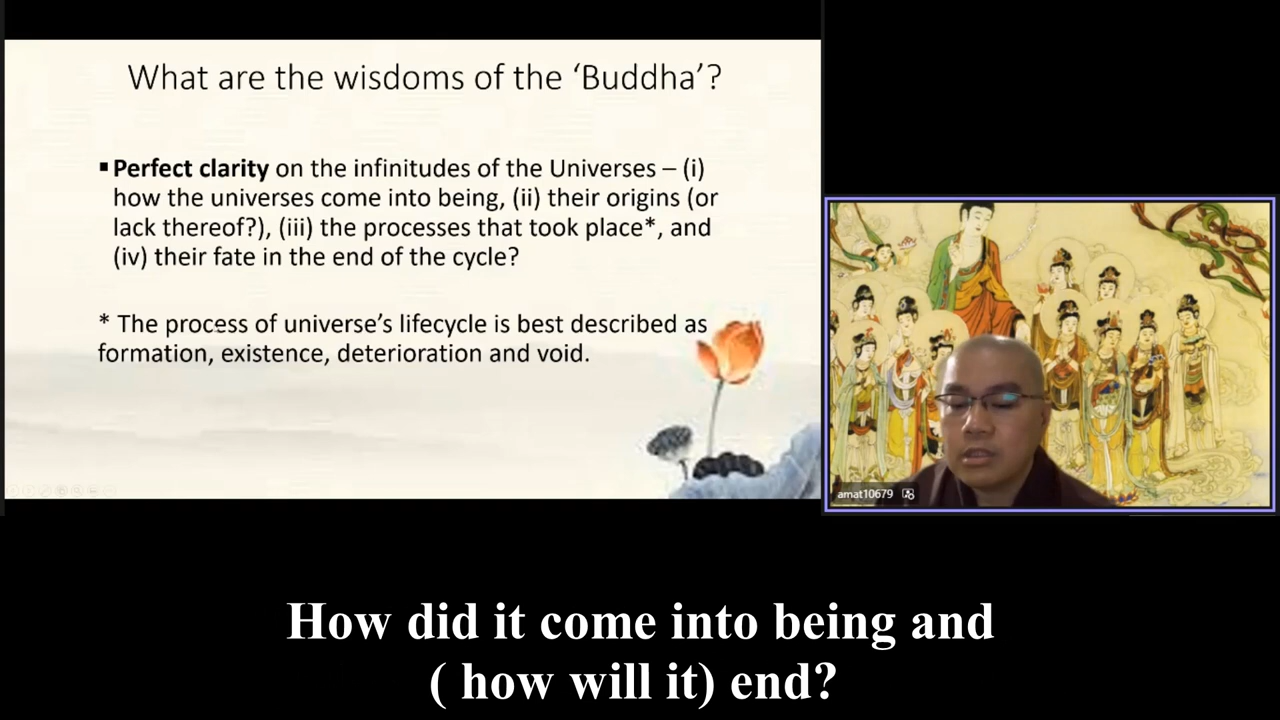 What are the wisdoms of the ‘Buddha’?
▪ Perfect clarity on the infinitudes of the Universes – (i)
how the universes come into being, (ii) their origins (or
lack thereof?), (iii) the processes that took place*, and
(iv) their fate in the end of the cycle?
* The process of universe’s lifecycle is best described as
formation, existence, deterioration and void.
amat10679
How did it come into being and
( how will it) end?